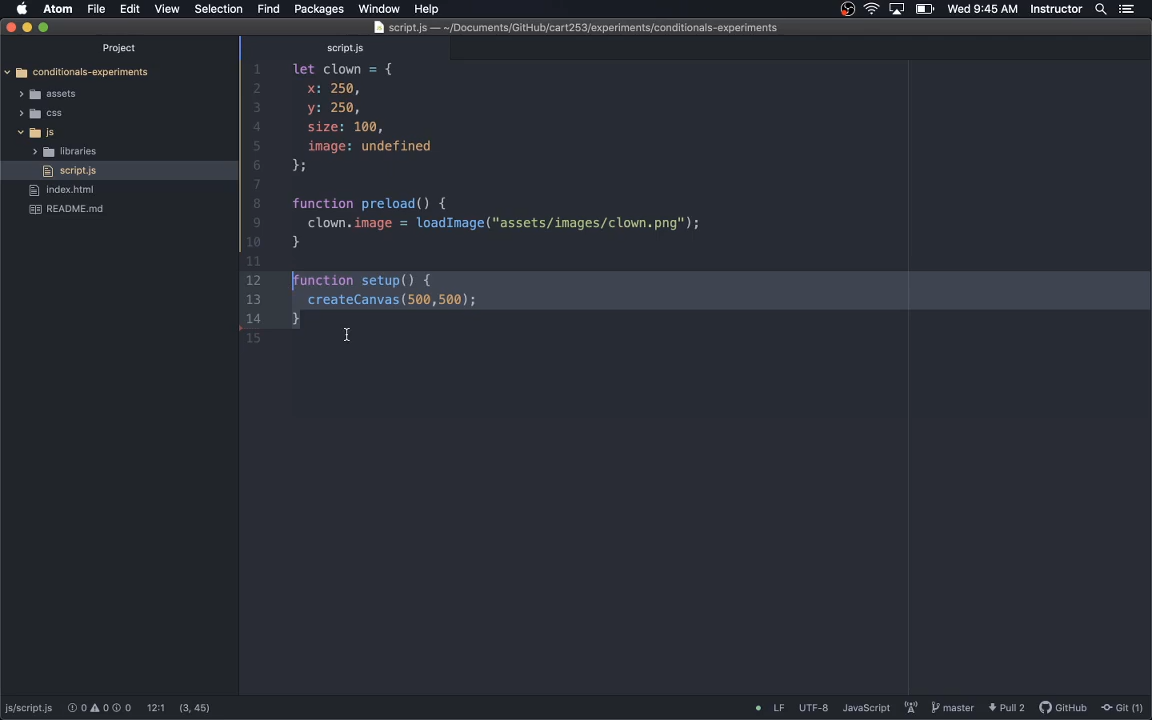 Atom File Edit View Selection Find Packages Window Help Wed 9:45 AM Instructor
script.js — ~/Documents/GitHub/cart253/experiments/conditionals-experiments
Project
script.js
conditionals-experiments
assets
css
js
libraries
script.js
index.html
README.md
1 let clown = {
2 x: 250,
3 y: 250,
4 size: 100,
5 image: undefined
6 };
7
8 function preload() {
9 clown.image = loadImage("assets/images/clown.png");
10 }
11
12 function setup() {
13 createCanvas(500,500);
14 }
15
js/script.js 0 0 0 12:1 (3, 45) LF UTF-8 JavaScript master Pull 2 GitHub Git (1)